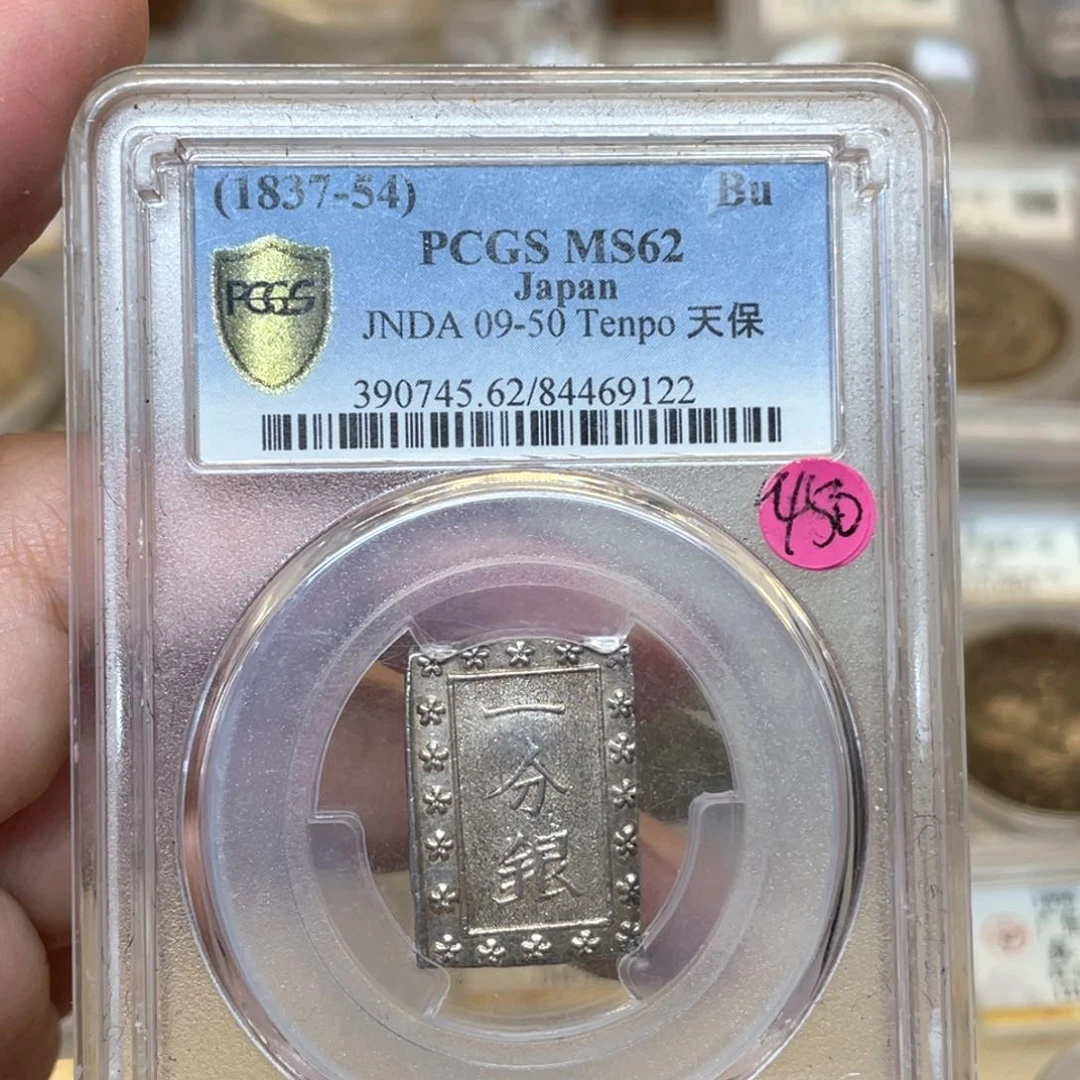 (1837-54) Bu
PCGS MS62
Japan
PCGS
JNDA 09-50 Tenpo 天保
390745.62/84469122
450
一
分
銀